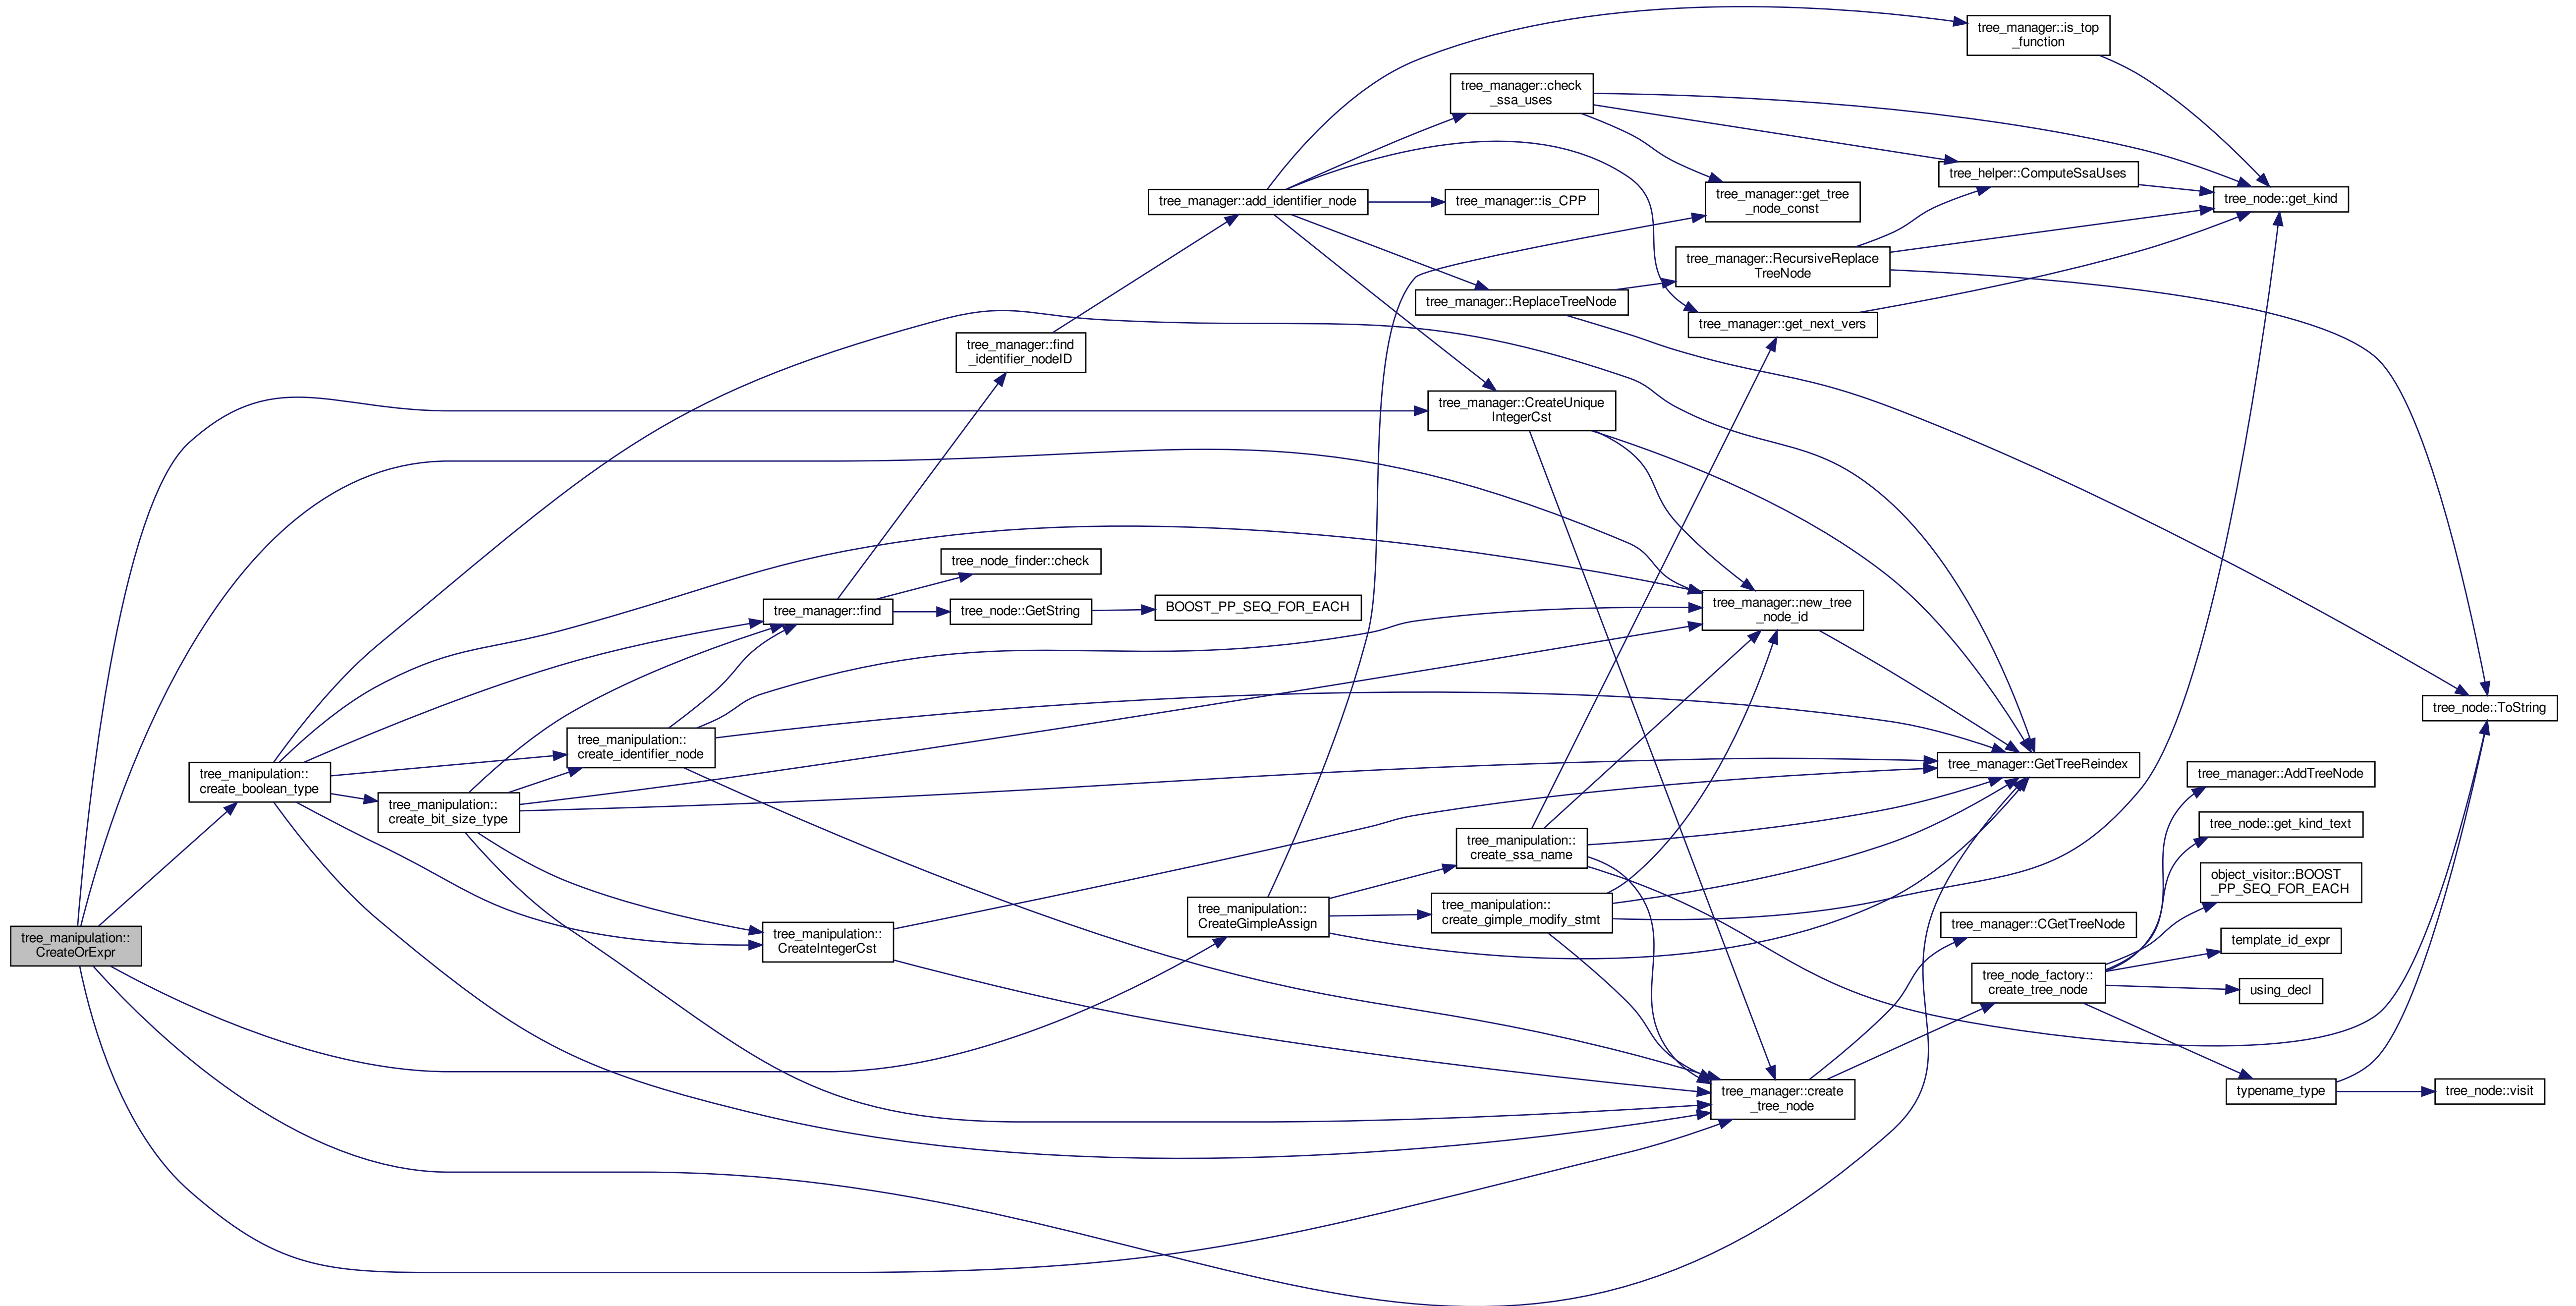 tree_manipulation::
CreateOrExpr
tree_manipulation::
create_boolean_type
tree_manipulation::
create_bit_size_type
tree_manipulation::
create_identifier_node
tree_manager::find
tree_manipulation::
CreateIntegerCst
tree_manager::find
_identifier_nodeID
tree_node_finder::check
tree_node::GetString
BOOST_PP_SEQ_FOR_EACH
tree_manager::add_identifier_node
tree_manipulation::
CreateGimpleAssign
tree_manager::check
_ssa_uses
tree_manager::is_CPP
tree_manager::ReplaceTreeNode
tree_manager::CreateUnique
IntegerCst
tree_manipulation::
create_ssa_name
tree_manipulation::
create_gimple_modify_stmt
tree_manager::get_tree
_node_const
tree_manager::RecursiveReplace
TreeNode
tree_manager::get_next_vers
tree_manager::new_tree
_node_id
tree_manager::create
_tree_node
tree_manager::is_top
_function
tree_helper::ComputeSsaUses
tree_manager::GetTreeReindex
tree_manager::CGetTreeNode
tree_node_factory::
create_tree_node
tree_node::get_kind
tree_manager::AddTreeNode
tree_node::get_kind_text
object_visitor::BOOST
_PP_SEQ_FOR_EACH
template_id_expr
using_decl
typename_type
tree_node::ToString
tree_node::visit